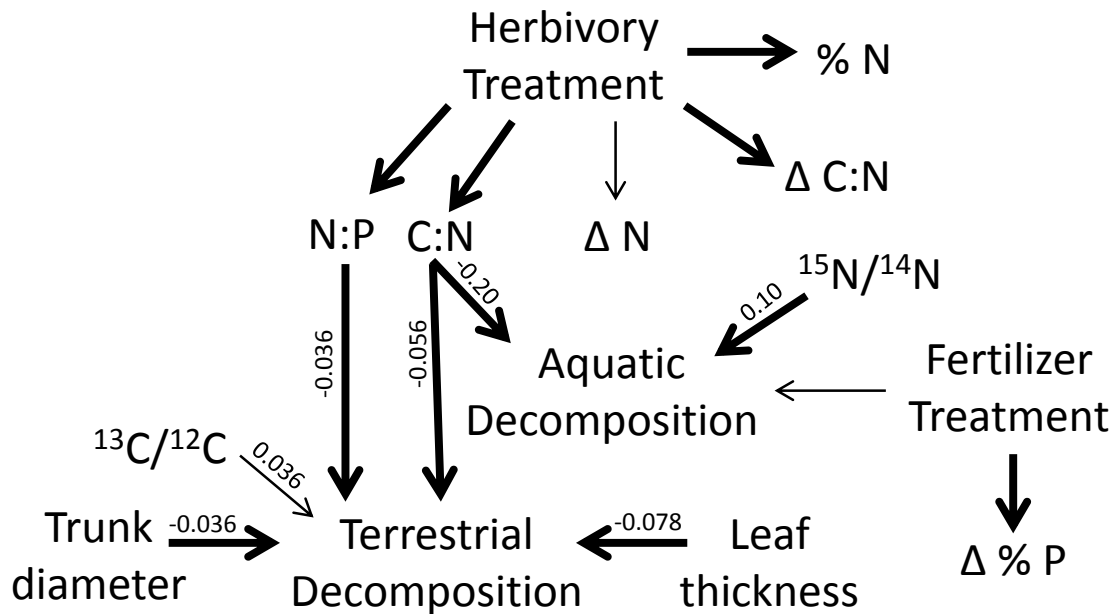 Herbivory
Treatment
% N
Δ C:N
N:P
C:N
Δ N
-0.20
¹⁵N/¹⁴N
0.10
-0.036
-0.056
Aquatic
Decomposition
Fertilizer
Treatment
¹³C/¹²C
0.036
Trunk
diameter
-0.036
Terrestrial
Decomposition
-0.078
Leaf
thickness
Δ % P